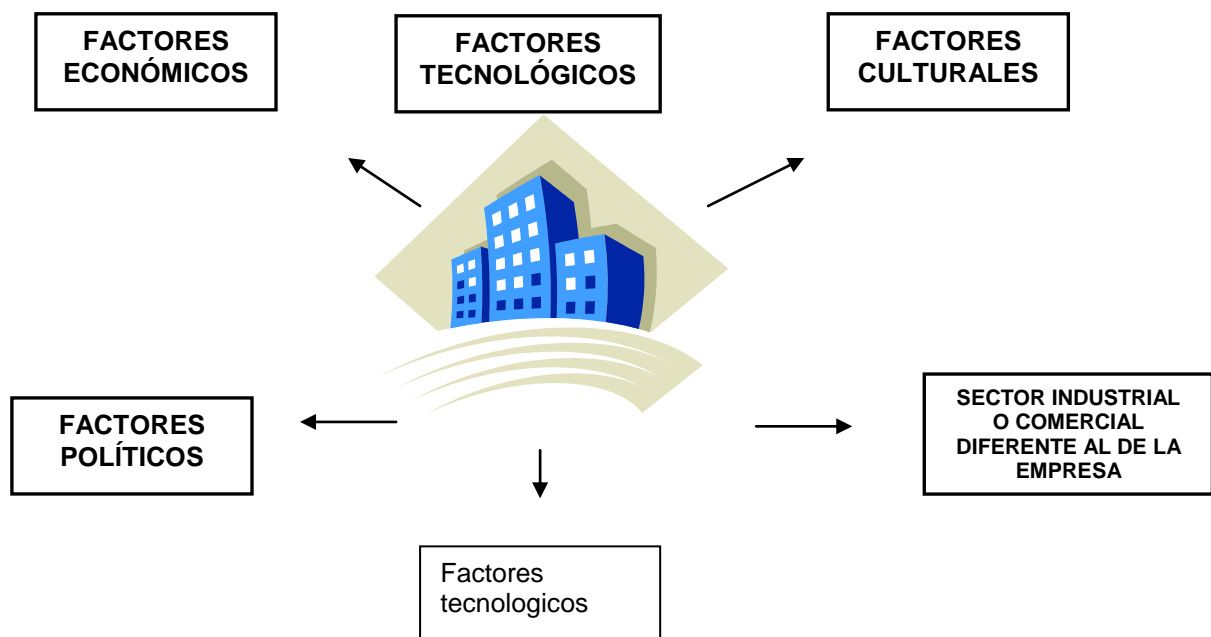 FACTORES
ECONÓMICOS
FACTORES
TECNOLÓGICOS
FACTORES
CULTURALES
FACTORES
POLÍTICOS
SECTOR INDUSTRIAL
O COMERCIAL
DIFERENTE AL DE LA
EMPRESA
Factores
tecnologicos